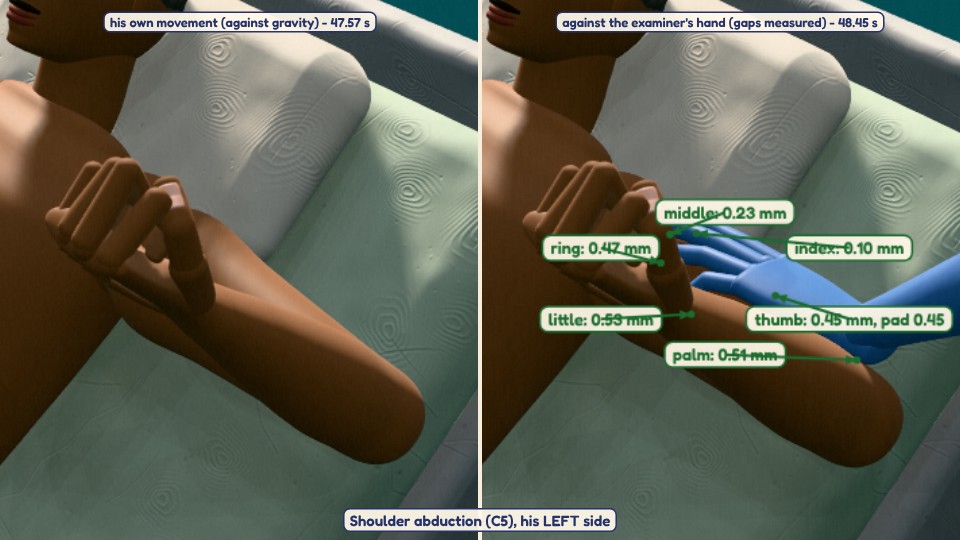 his own movement (against gravity) - 47.57 s
against the examiner's hand (gaps measured) - 48.45 s
middle: 0.23 mm
ring: 0.47 mm
index: 0.10 mm
little: 0.53 mm
thumb: 0.45 mm, pad 0.45
palm: 0.51 mm
Shoulder abduction (C5), his LEFT side